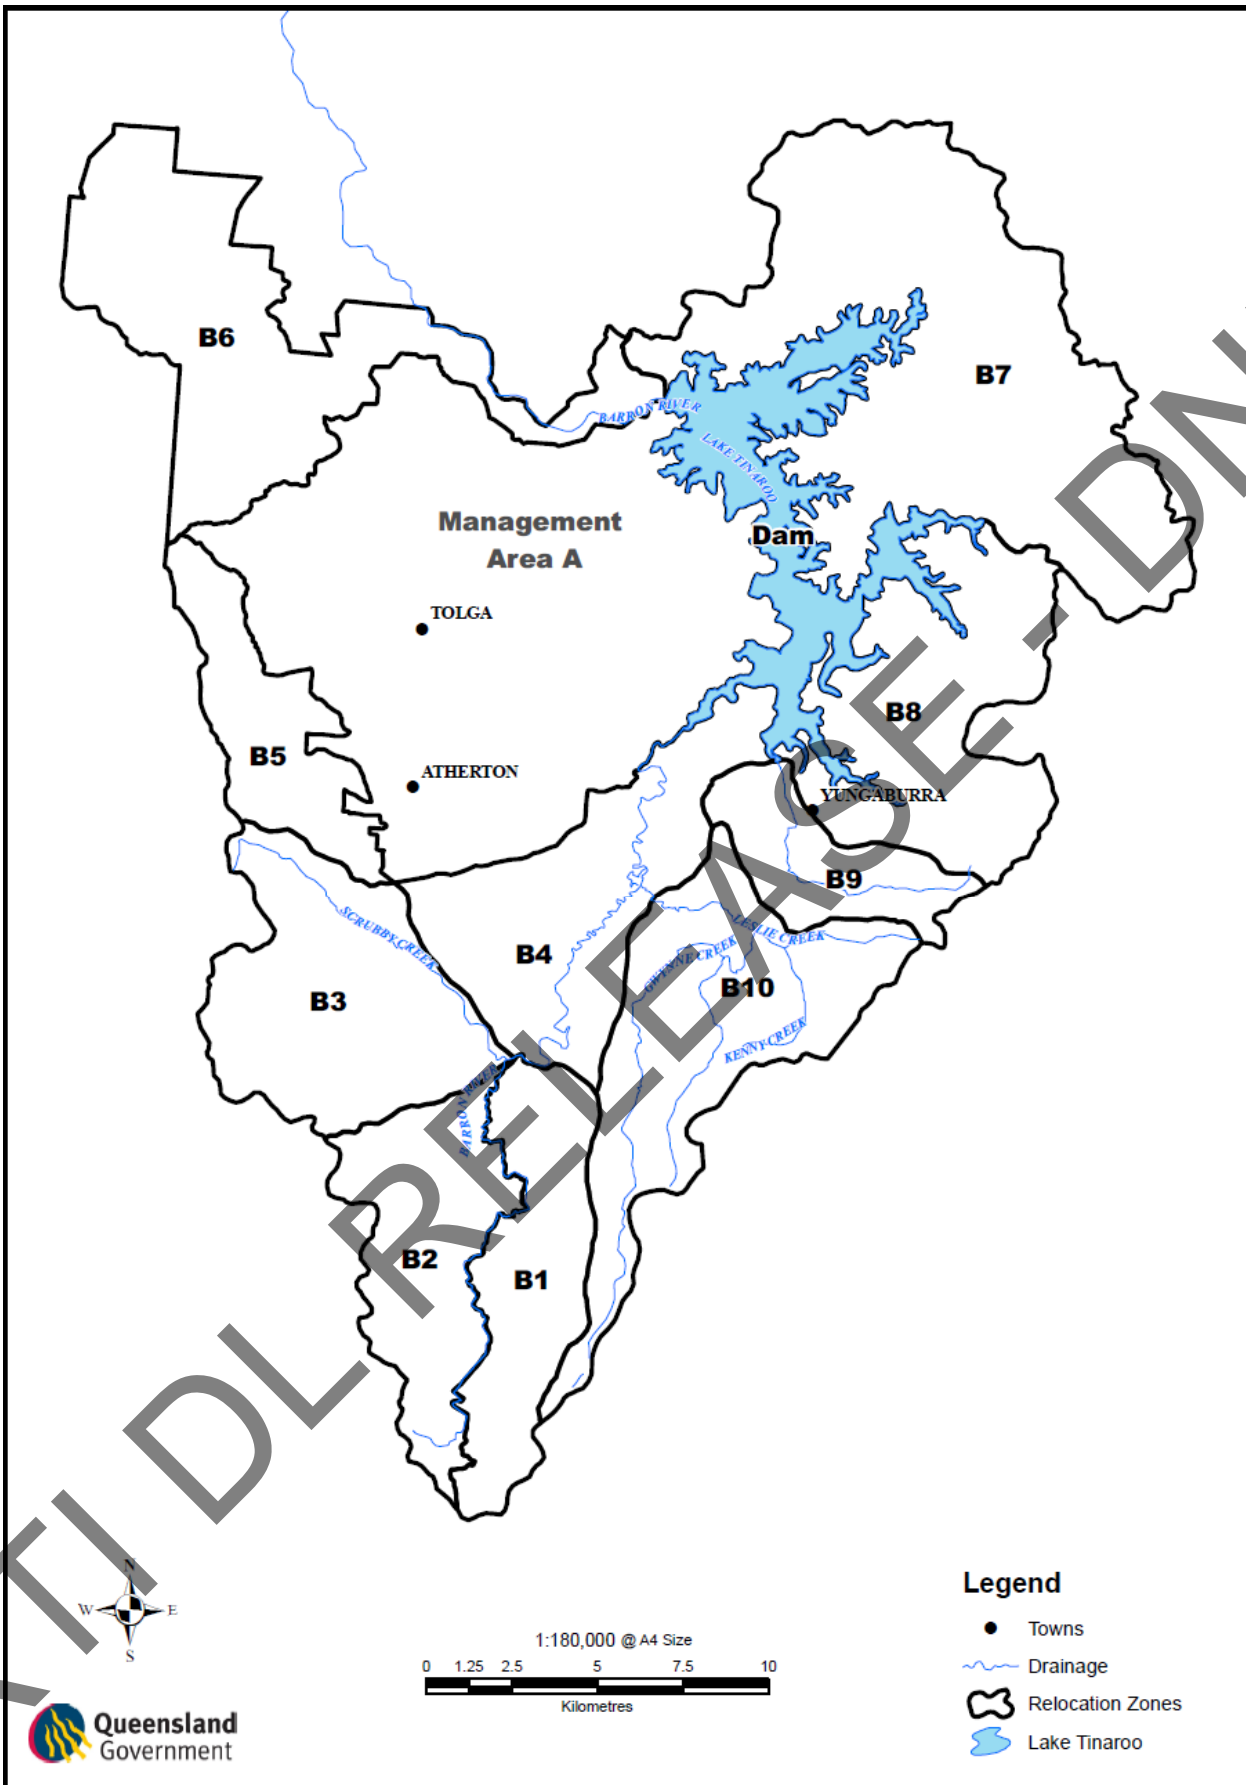 B6
B7
BARRON RIVER
LAKE TINAROO
Management
Area A
Dam
TOLGA
B8
B5
ATHERTON
YUNGABURRA
B9
SCRUBBY CREEK
LESLIE CREEK
B4
GWYNNE CREEK
B10
B3
KENNY CREEK
BARRON RIVER
B2
B1
RTI DL RELEASE - DN
N
W E
S
1:180,000 @ A4 Size
0 1.25 2.5 5 7.5 10
Kilometres
Queensland
Government
Legend
Towns
Drainage
Relocation Zones
Lake Tinaroo